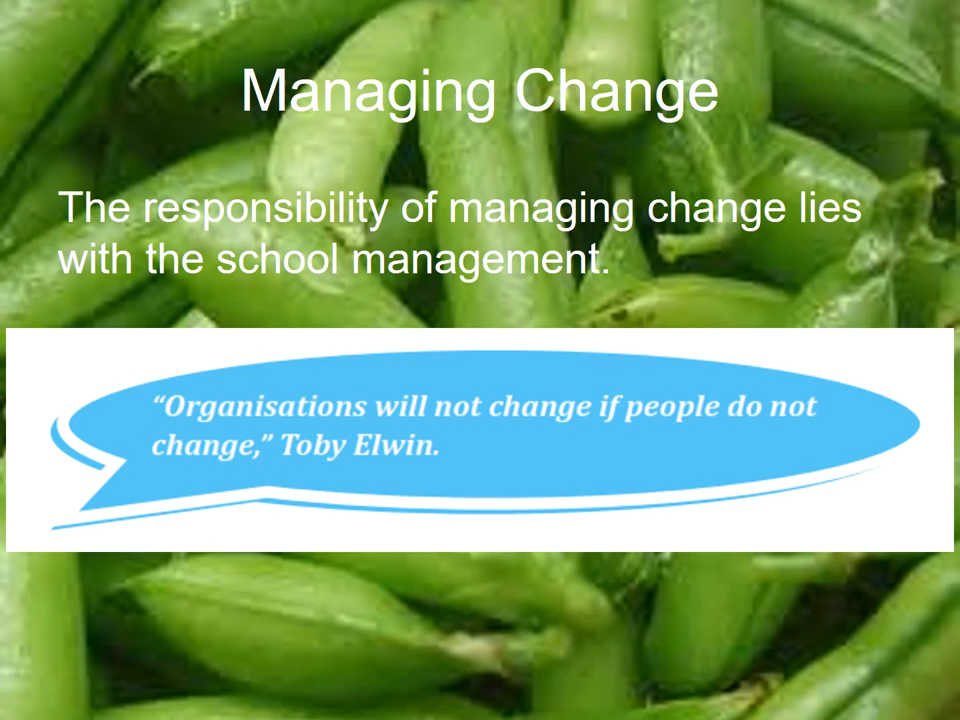 Managing Change
The responsibility of managing change lies
with the school management.
“Organisations will not change if people do not
change,” Toby Elwin.